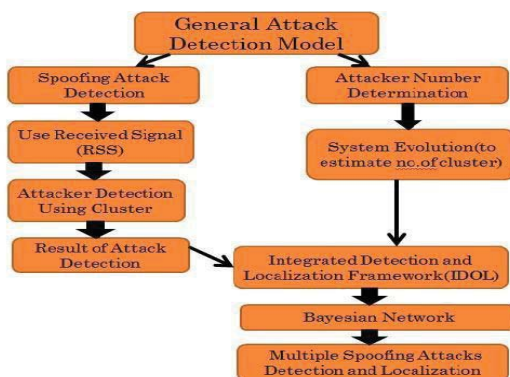 General Attack
Detection Model
Spoofing Attack
Detection
Attacker Number
Determination
Use Received Signal
(RSS)
System Evolution(to
estimate nc.of cluster)
Attacker Detection
Using Cluster
Result of Attack
Detection
Integrated Detection and
Localization Framework(IDOL)
Bayesian Network
Multiple Spoofing Attacks
Detection and Localization